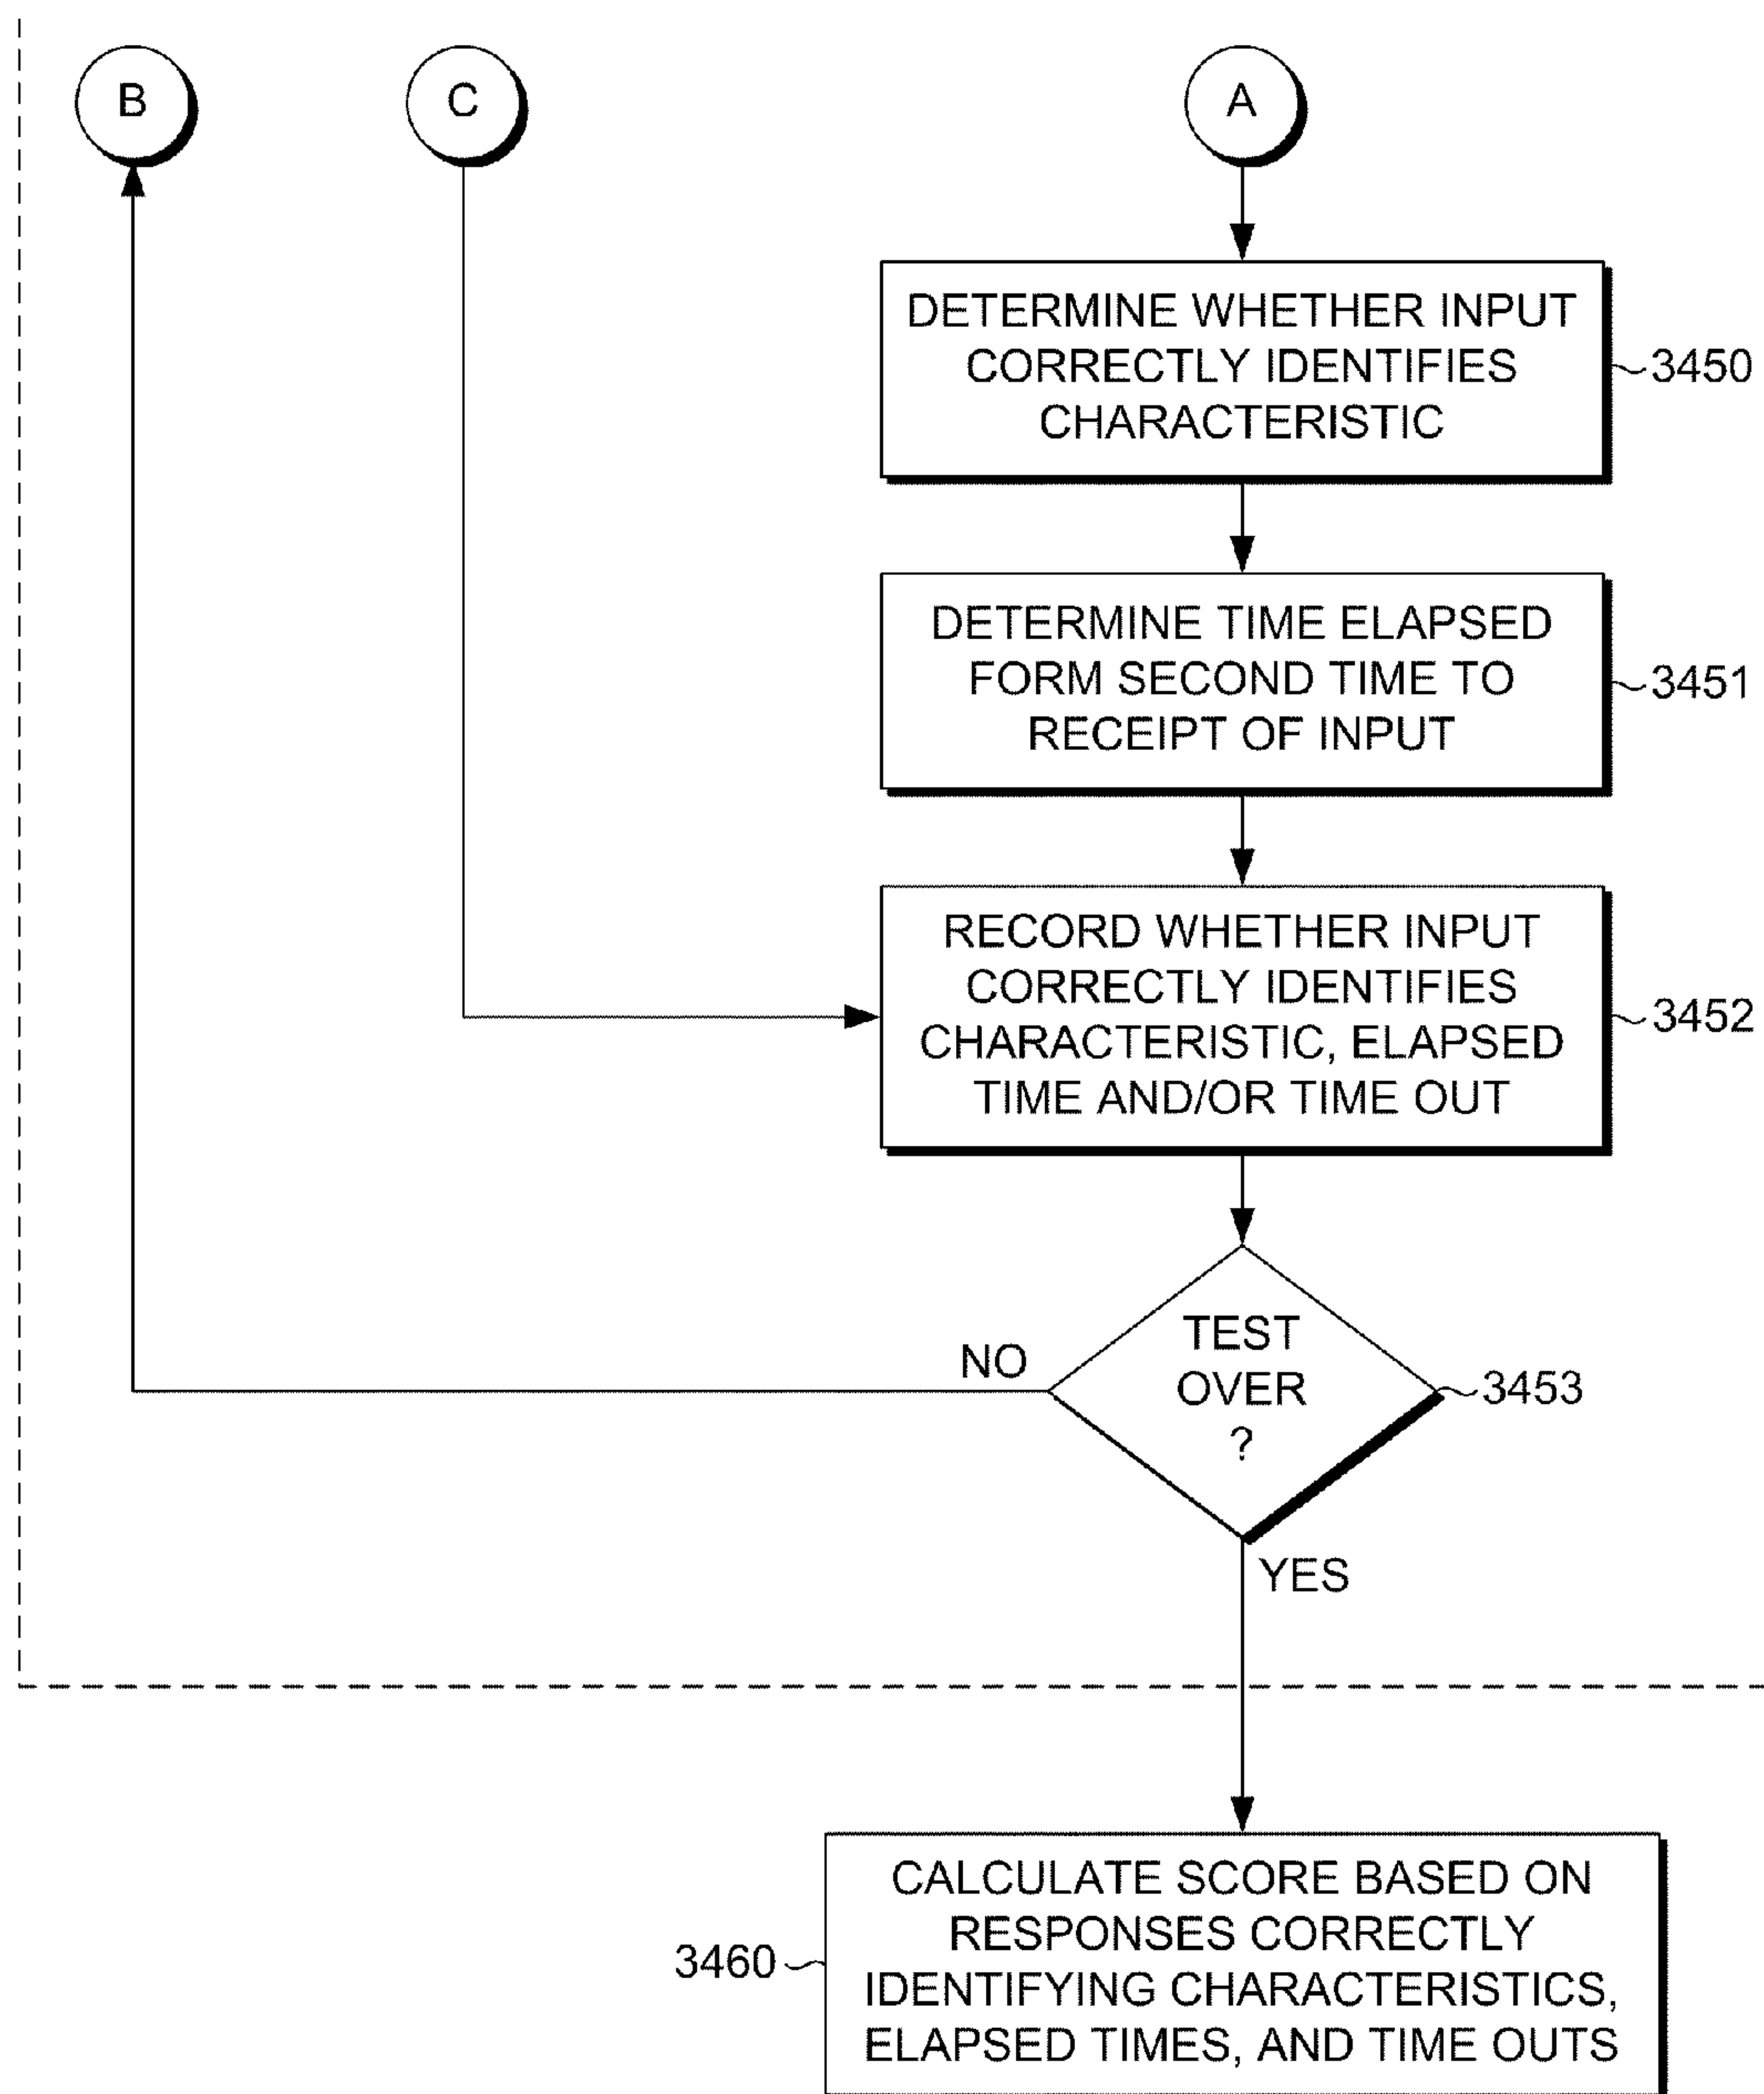 B
C
A
DETERMINE WHETHER INPUT
CORRECTLY IDENTIFIES
CHARACTERISTIC
3450
DETERMINE TIME ELAPSED
FORM SECOND TIME TO
RECEIPT OF INPUT
3451
RECORD WHETHER INPUT
CORRECTLY IDENTIFIES
CHARACTERISTIC, ELAPSED
TIME AND/OR TIME OUT
3452
NO
TEST
OVER
?
3453
YES
CALCULATE SCORE BASED ON
RESPONSES CORRECTLY
IDENTIFYING CHARACTERISTICS,
ELAPSED TIMES, AND TIME OUTS
3460